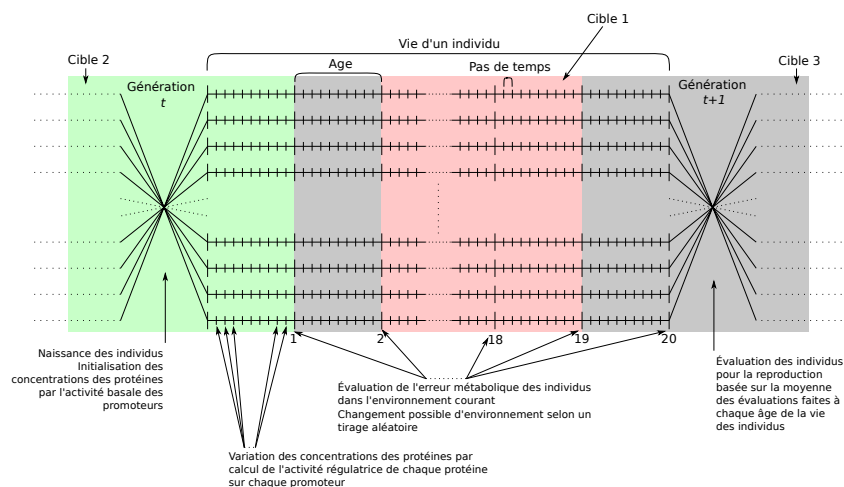 Cible 1
Vie d'un individu
Cible 2
Age
Pas de temps
Cible 3
Génération
t
Génération
t+1
1
2
18
19
20
Naissance des individus
Initialisation des
concentrations des protéines
par l'activité basale des
promoteurs
Évaluation de l'erreur métabolique des individus
dans l'environnement courant
Changement possible d'environnement selon un
tirage aléatoire
Évaluation des individus
pour la reproduction
basée sur la moyenne
des évaluations faites à
chaque âge de la vie
des individus
Variation des concentrations des protéines par
calcul de l'activité régulatrice de chaque protéine
sur chaque promoteur